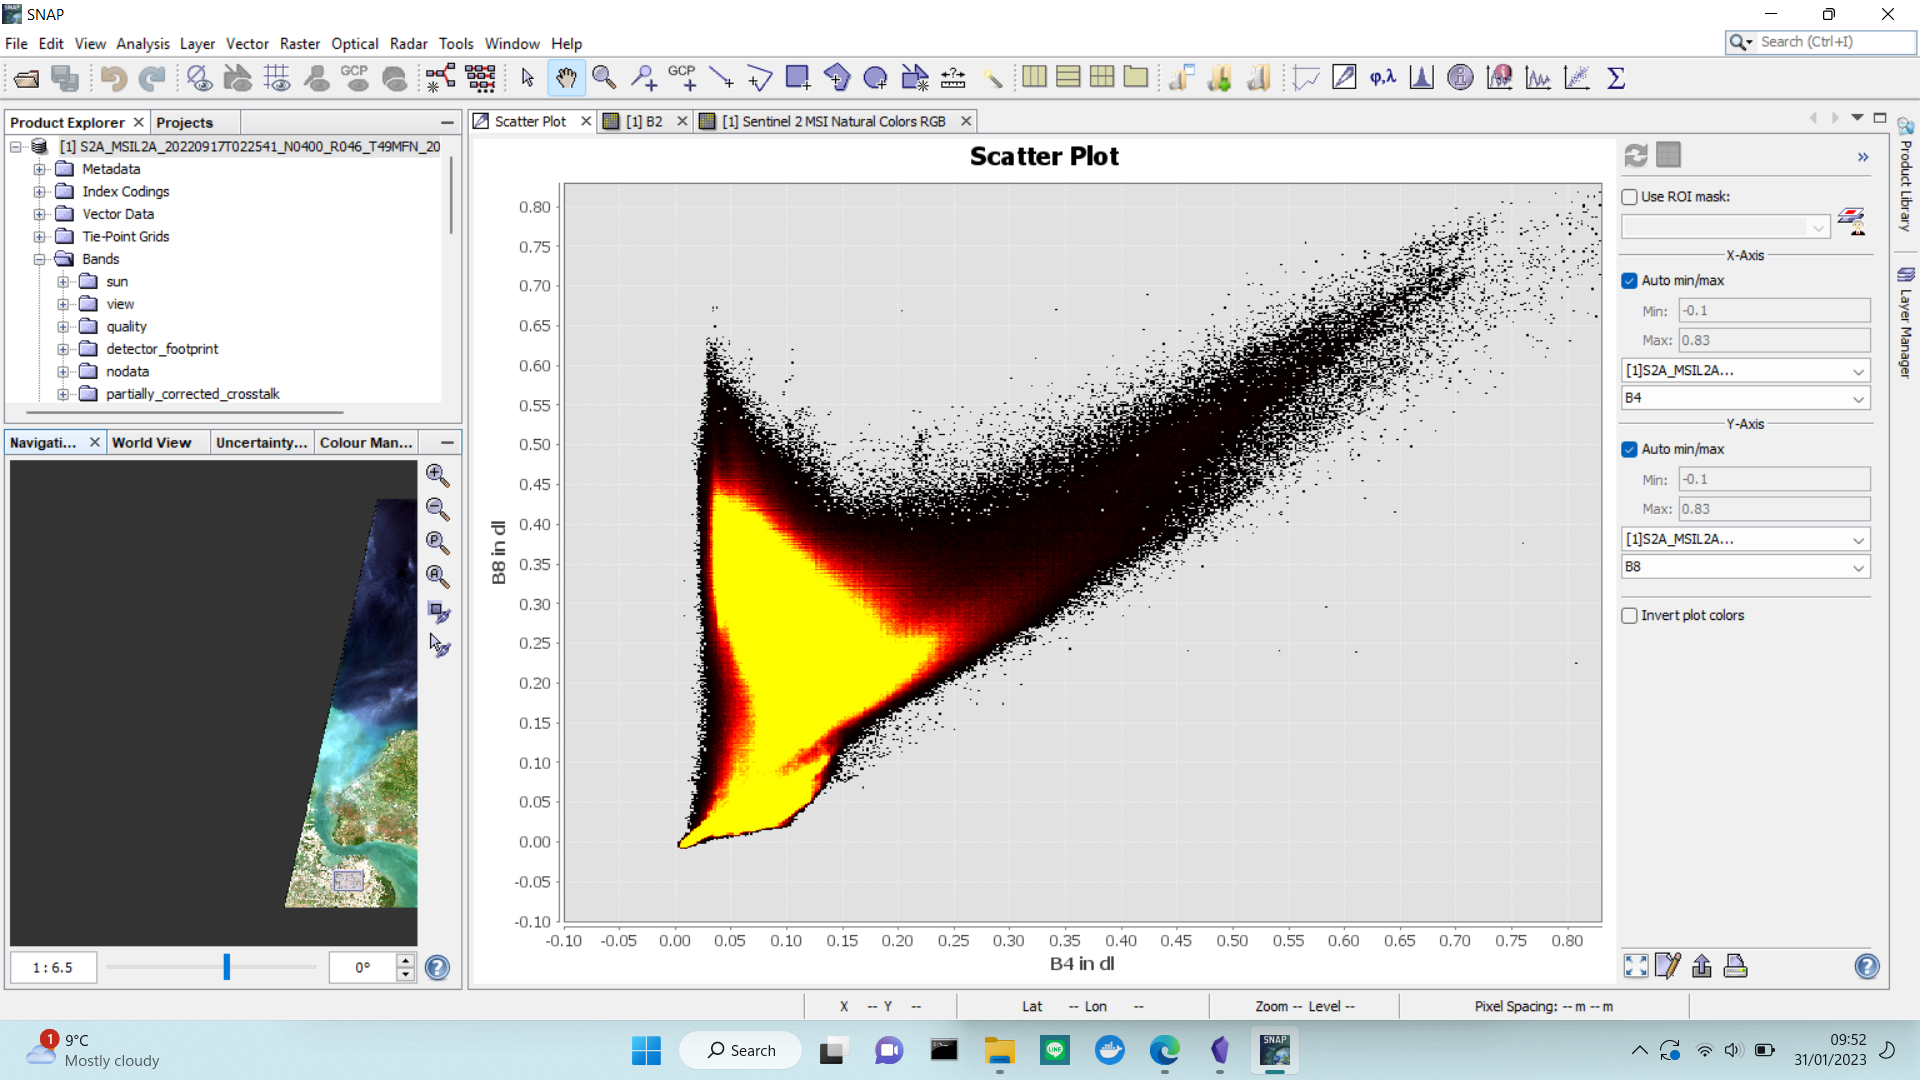 SNAP
File Edit View Analysis Layer Vector Raster Optical Radar Tools Window Help
Search (Ctrl+I)
GCP GCP φ,λ Σ
Product Explorer Projects
[1] S2A_MSIL2A_20220917T022541_N0400_R046_T49MFN_20
Metadata
Index Codings
Vector Data
Tie-Point Grids
Bands
sun
view
quality
detector_footprint
nodata
partially_corrected_crosstalk
Navigati... World View Uncertainty... Colour Man...
1 : 6.5 0°
Scatter Plot [1] B2 [1] Sentinel 2 MSI Natural Colors RGB
Scatter Plot
0.80
0.75
0.70
0.65
0.60
0.55
0.50
0.45
0.40
0.35
0.30
0.25
0.20
0.15
0.10
0.05
0.00
-0.05
-0.10
B8 in dl
-0.10 -0.05 0.00 0.05 0.10 0.15 0.20 0.25 0.30 0.35 0.40 0.45 0.50 0.55 0.60 0.65 0.70 0.75 0.80
B4 in dl
Use ROI mask:
X-Axis
Auto min/max
Min: -0.1
Max: 0.83
[1]S2A_MSIL2A...
B4
Y-Axis
Auto min/max
Min: -0.1
Max: 0.83
[1]S2A_MSIL2A...
B8
Invert plot colors
Product Library
Layer Manager
X -- Y -- Lat -- Lon -- Zoom -- Level -- Pixel Spacing: -- m -- m
1
9°C
Mostly cloudy
Search
LINE
SNAP
09:52
31/01/2023